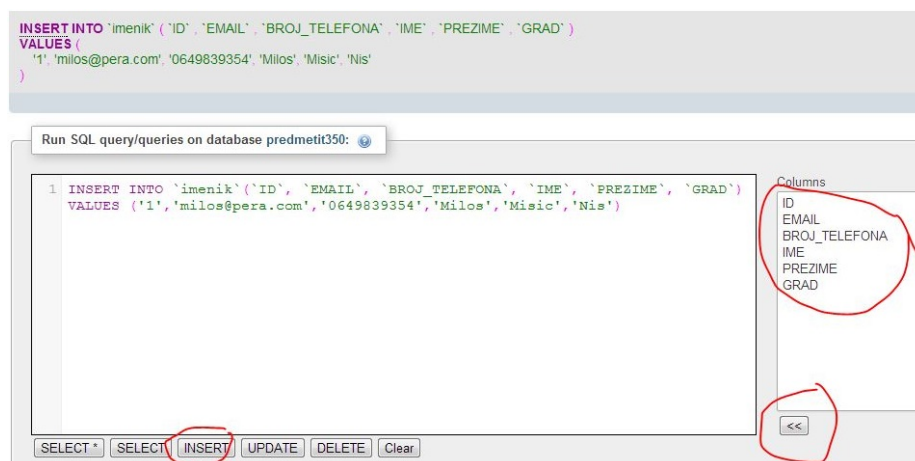 INSERT INTO `imenik` ( `ID` , `EMAIL` , `BROJ_TELEFONA` , `IME` , `PREZIME` , `GRAD` )
VALUES (
'1', 'milos@pera.com', '0649839354', 'Milos', 'Misic', 'Nis'
)
Run SQL query/queries on database predmetit350:
1 INSERT INTO `imenik`(`ID`, `EMAIL`, `BROJ_TELEFONA`, `IME`, `PREZIME`, `GRAD`)
VALUES ('1','milos@pera.com','0649839354','Milos','Misic','Nis')
Columns
ID
EMAIL
BROJ_TELEFONA
IME
PREZIME
GRAD
<<
SELECT * SELECT INSERT UPDATE DELETE Clear